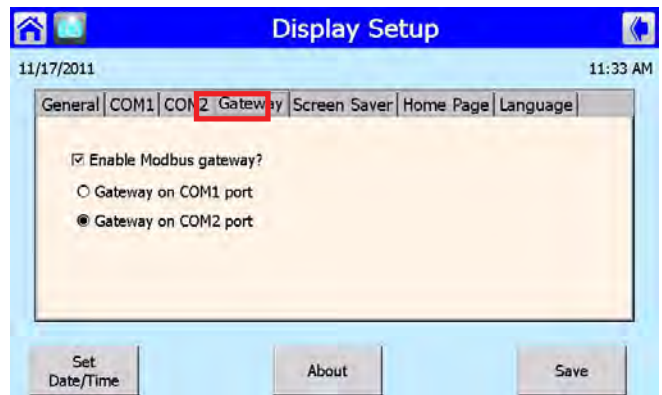 Display Setup
11/17/2011 11:33 AM
General COM1 COM2 Gateway Screen Saver Home Page Language
Enable Modbus gateway?
Gateway on COM1 port
Gateway on COM2 port
Set Date/Time About Save